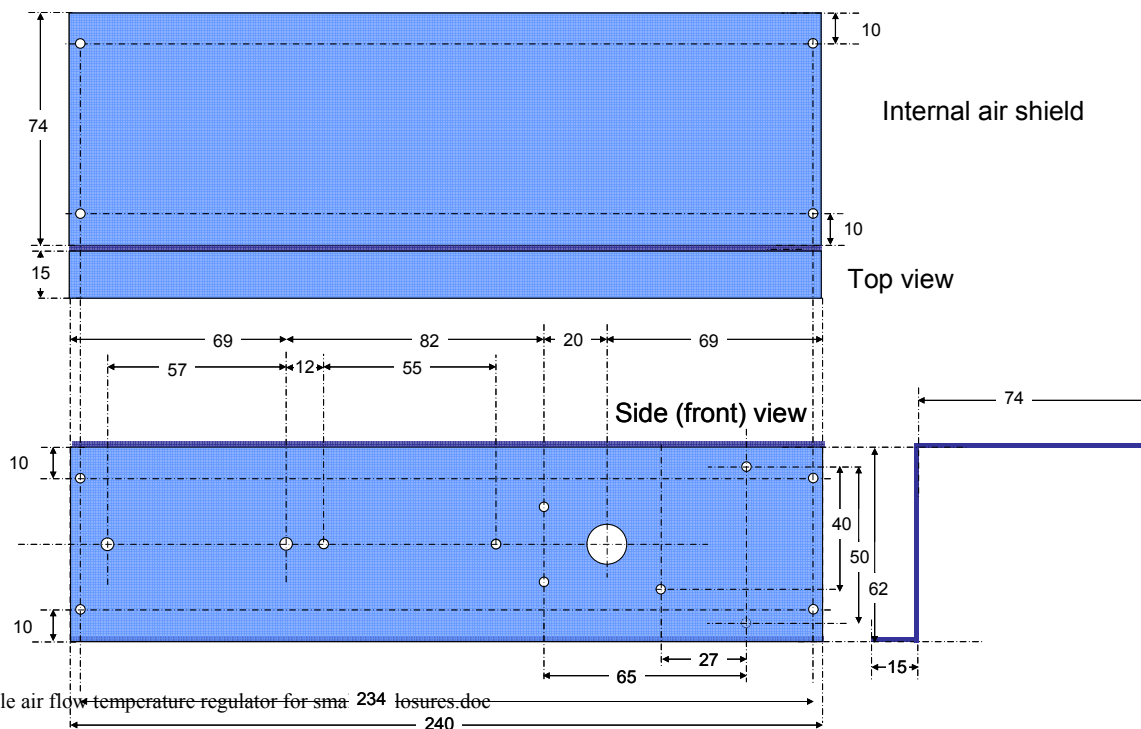 10
Internal air shield
74
10
15
Top view
69 82 20 69
57 12 55
Side (front) view
74
10
40
50
62
10
27
15
65
le air flow temperature regulator for sma 234 losures.doc
240